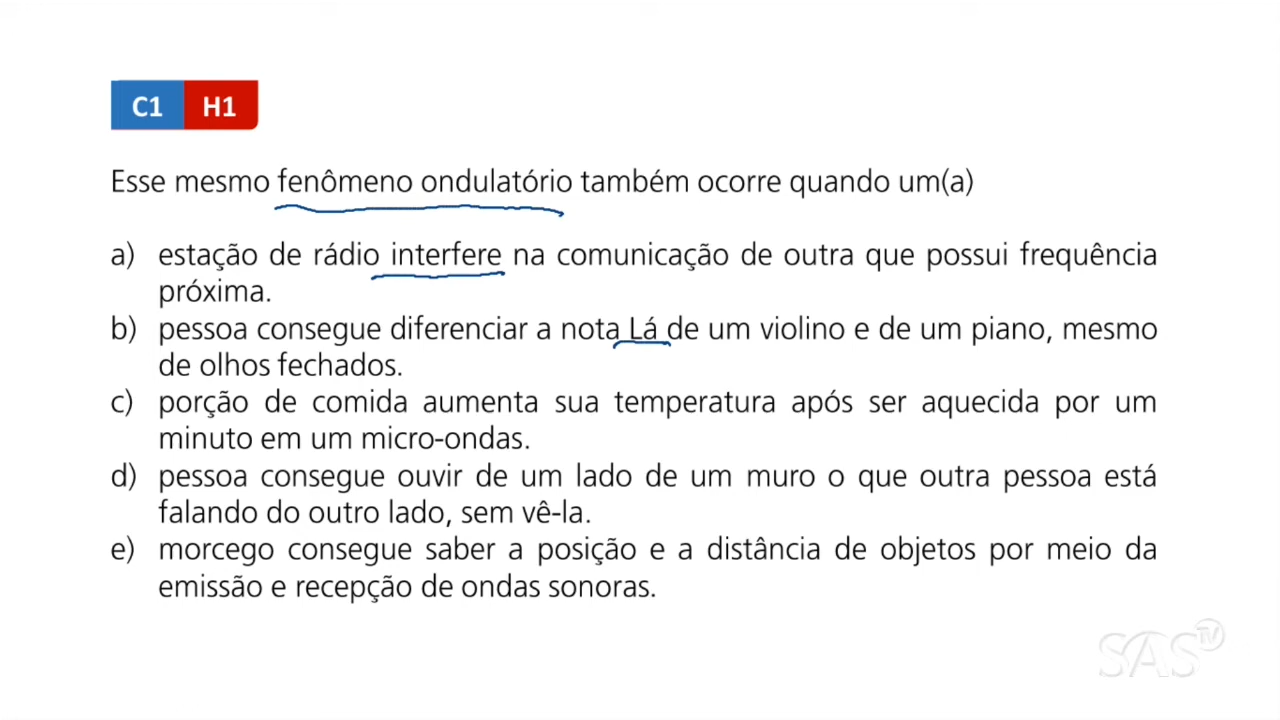 C1 H1
Esse mesmo fenômeno ondulatório também ocorre quando um(a)
a) estação de rádio interfere na comunicação de outra que possui frequência
próxima.
b) pessoa consegue diferenciar a nota Lá de um violino e de um piano, mesmo
de olhos fechados.
c) porção de comida aumenta sua temperatura após ser aquecida por um
minuto em um micro-ondas.
d) pessoa consegue ouvir de um lado de um muro o que outra pessoa está
falando do outro lado, sem vê-la.
e) morcego consegue saber a posição e a distância de objetos por meio da
emissão e recepção de ondas sonoras.
SAS TV